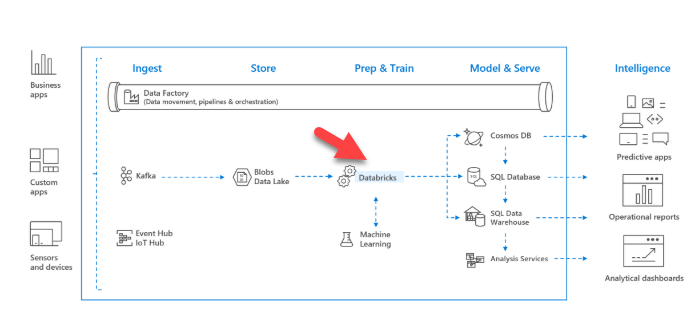 Ingest
Store
Prep & Train
Model & Serve
Intelligence
Business
apps
Data Factory
(Data movement, pipelines & orchestration)
Cosmos DB
Predictive apps
Custom
apps
Kafka
Blobs
Data Lake
Databricks
SQL
SQL Database
SQL Data
Warehouse
Operational reports
Event Hub
IoT Hub
Machine
Learning
Sensors
and devices
Analysis Services
Analytical dashboards